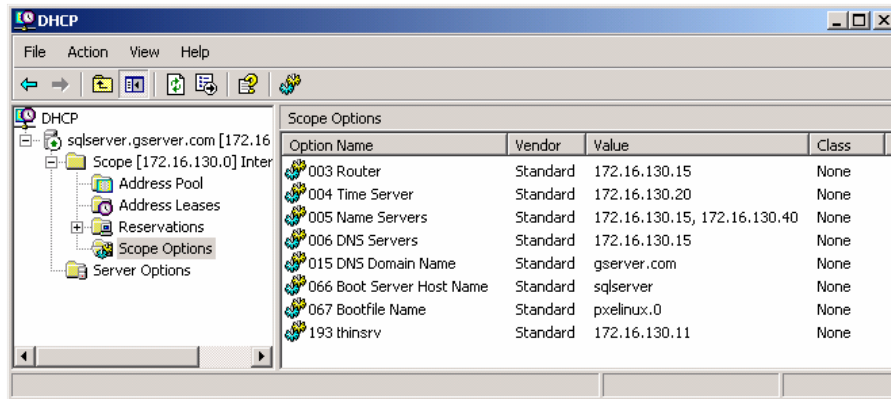 DHCP
File Action View Help
DHCP
sqlserver.gserver.com [172.16
Scope [172.16.130.0] Inter
Address Pool
Address Leases
Reservations
Scope Options
Server Options
Scope Options
Option Name Vendor Value Class
003 Router Standard 172.16.130.15 None
004 Time Server Standard 172.16.130.20 None
005 Name Servers Standard 172.16.130.15, 172.16.130.40 None
006 DNS Servers Standard 172.16.130.15 None
015 DNS Domain Name Standard gserver.com None
066 Boot Server Host Name Standard sqlserver None
067 Bootfile Name Standard pxelinux.0 None
193 thinsrv Standard 172.16.130.11 None